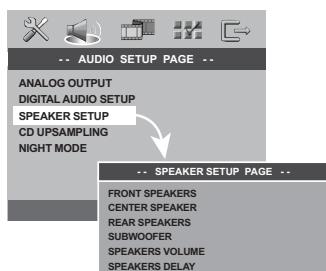 -- AUDIO SETUP PAGE --
ANALOG OUTPUT
DIGITAL AUDIO SETUP
SPEAKER SETUP
CD UPSAMPLING
NIGHT MODE
-- SPEAKER SETUP PAGE --
FRONT SPEAKERS
CENTER SPEAKER
REAR SPEAKERS
SUBWOOFER
SPEAKERS VOLUME
SPEAKERS DELAY